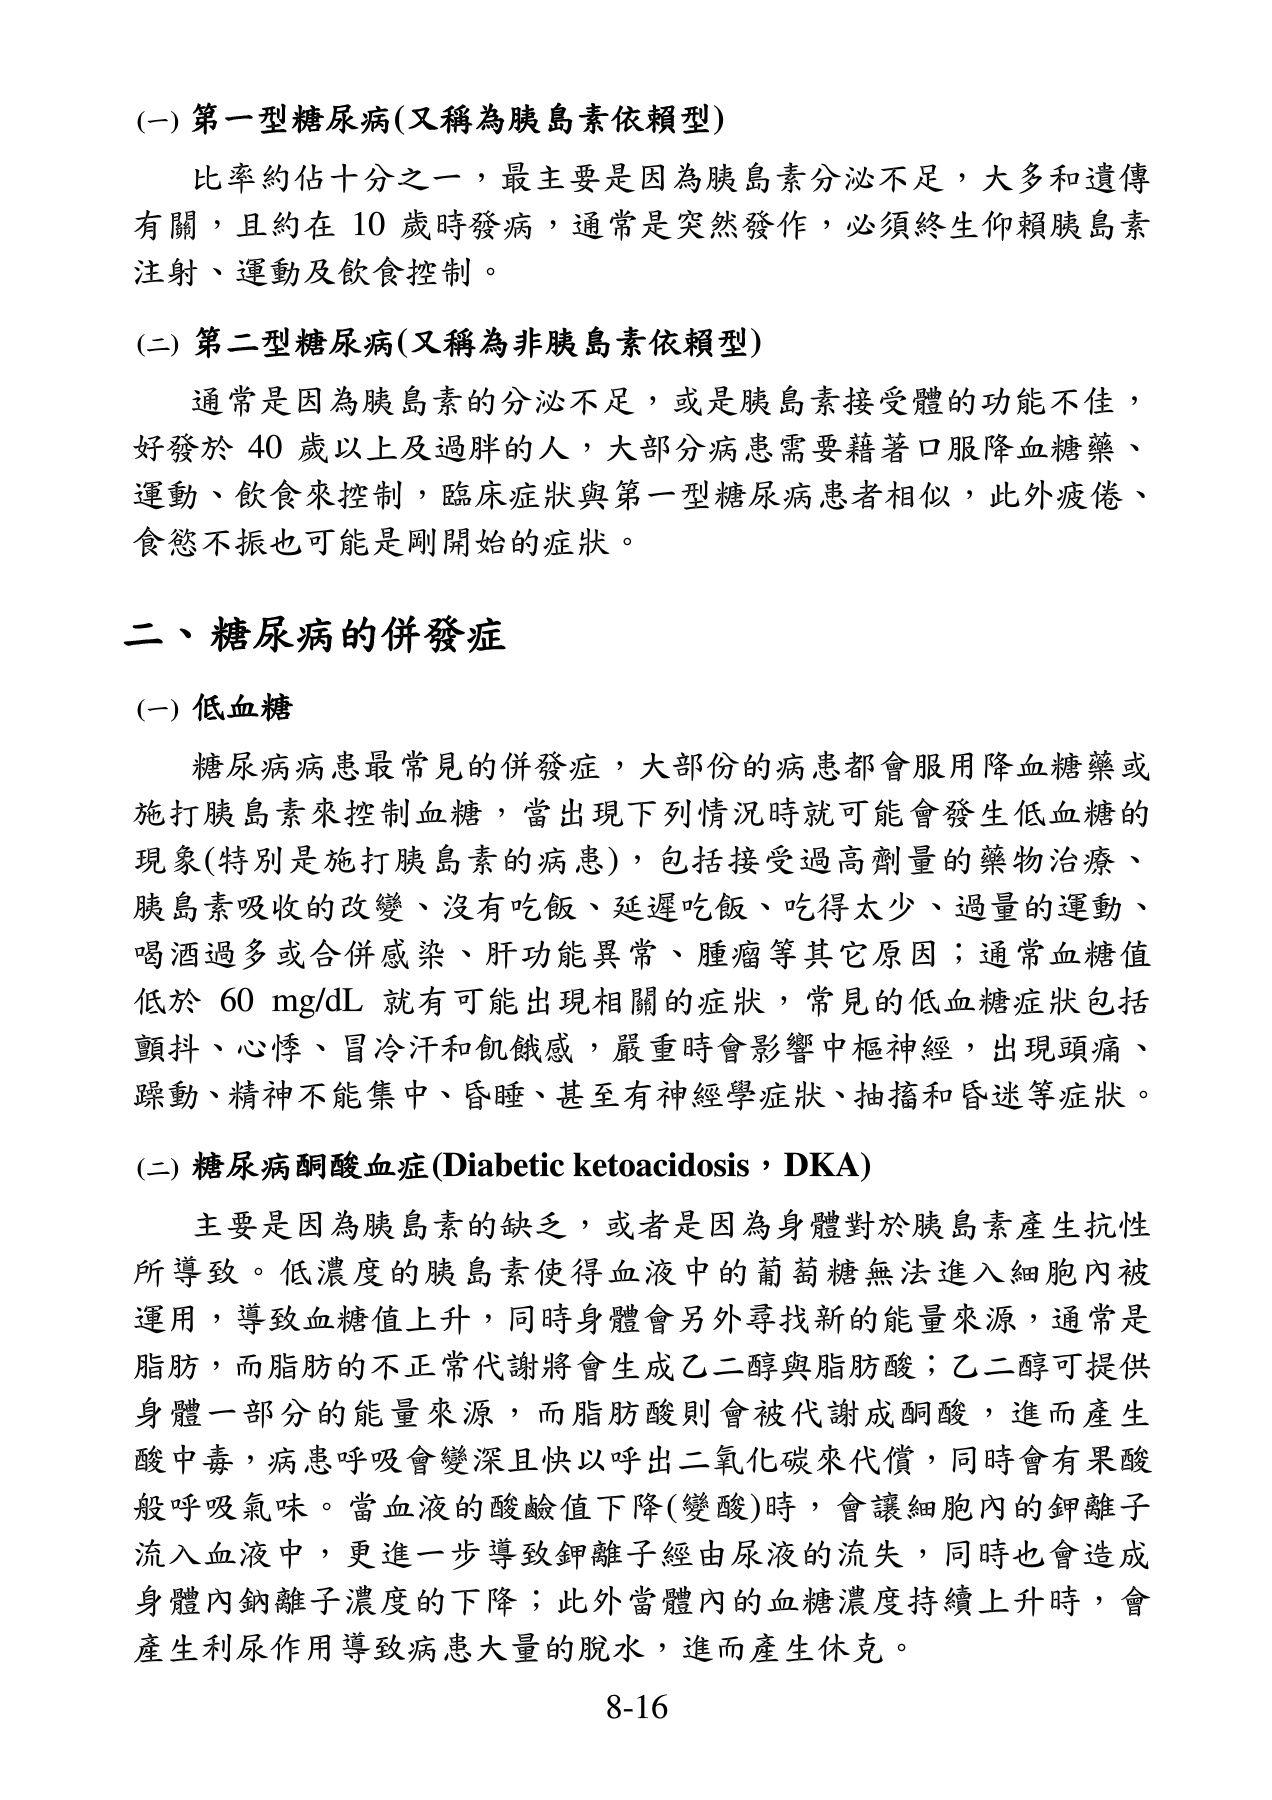 (一) 第一型糖尿病(又稱為胰島素依賴型)
比率約佔十分之一，最主要是因為胰島素分泌不足，大多和遺傳
有關，且約在 10 歲時發病，通常是突然發作，必須終生仰賴胰島素
注射、運動及飲食控制。
(二) 第二型糖尿病(又稱為非胰島素依賴型)
通常是因為胰島素的分泌不足，或是胰島素接受體的功能不佳，
好發於 40 歲以上及過胖的人，大部分病患需要藉著口服降血糖藥、
運動、飲食來控制，臨床症狀與第一型糖尿病患者相似，此外疲倦、
食慾不振也可能是剛開始的症狀。
二、糖尿病的併發症
(一) 低血糖
糖尿病病患最常見的併發症，大部份的病患都會服用降血糖藥或
施打胰島素來控制血糖，當出現下列情況時就可能會發生低血糖的
現象(特別是施打胰島素的病患)，包括接受過高劑量的藥物治療、
胰島素吸收的改變、沒有吃飯、延遲吃飯、吃得太少、過量的運動、
喝酒過多或合併感染、肝功能異常、腫瘤等其它原因；通常血糖值
低於 60 mg/dL 就有可能出現相關的症狀，常見的低血糖症狀包括
顫抖、心悸、冒冷汗和飢餓感，嚴重時會影響中樞神經，出現頭痛、
躁動、精神不能集中、昏睡、甚至有神經學症狀、抽搐和昏迷等症狀。
(二) 糖尿病酮酸血症(Diabetic ketoacidosis，DKA)
主要是因為胰島素的缺乏，或者是因為身體對於胰島素產生抗性
所導致。低濃度的胰島素使得血液中的葡萄糖無法進入細胞內被
運用，導致血糖值上升，同時身體會另外尋找新的能量來源，通常是
脂肪，而脂肪的不正常代謝將會生成乙二醇與脂肪酸；乙二醇可提供
身體一部分的能量來源，而脂肪酸則會被代謝成酮酸，進而產生
酸中毒，病患呼吸會變深且快以呼出二氧化碳來代償，同時會有果酸
般呼吸氣味。當血液的酸鹼值下降(變酸)時，會讓細胞內的鉀離子
流入血液中，更進一步導致鉀離子經由尿液的流失，同時也會造成
身體內鈉離子濃度的下降；此外當體內的血糖濃度持續上升時，會
產生利尿作用導致病患大量的脫水，進而產生休克。
8-16